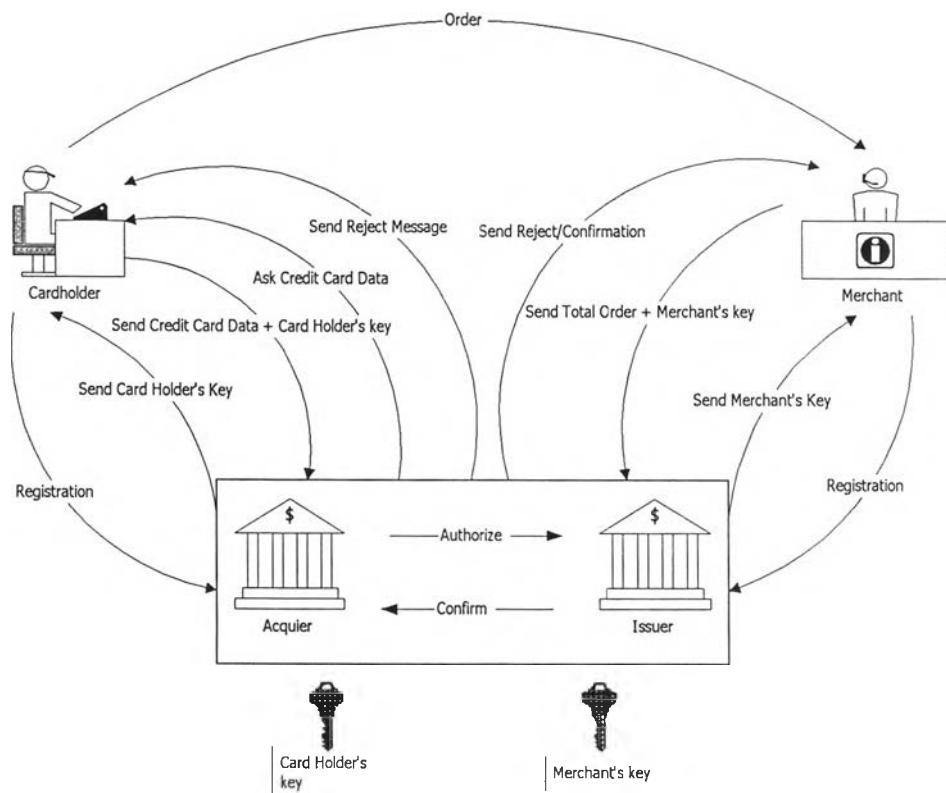 Order
Send Reject Message
Send Reject/Confirmation
Ask Credit Card Data
Cardholder
Merchant
Send Total Order + Merchant's key
Send Credit Card Data + Card Holder's key
Send Card Holder's Key
Send Merchant's Key
Registration
Registration
$
$
Authorize
Confirm
Acquier
Issuer
Card Holder's
key
Merchant's key